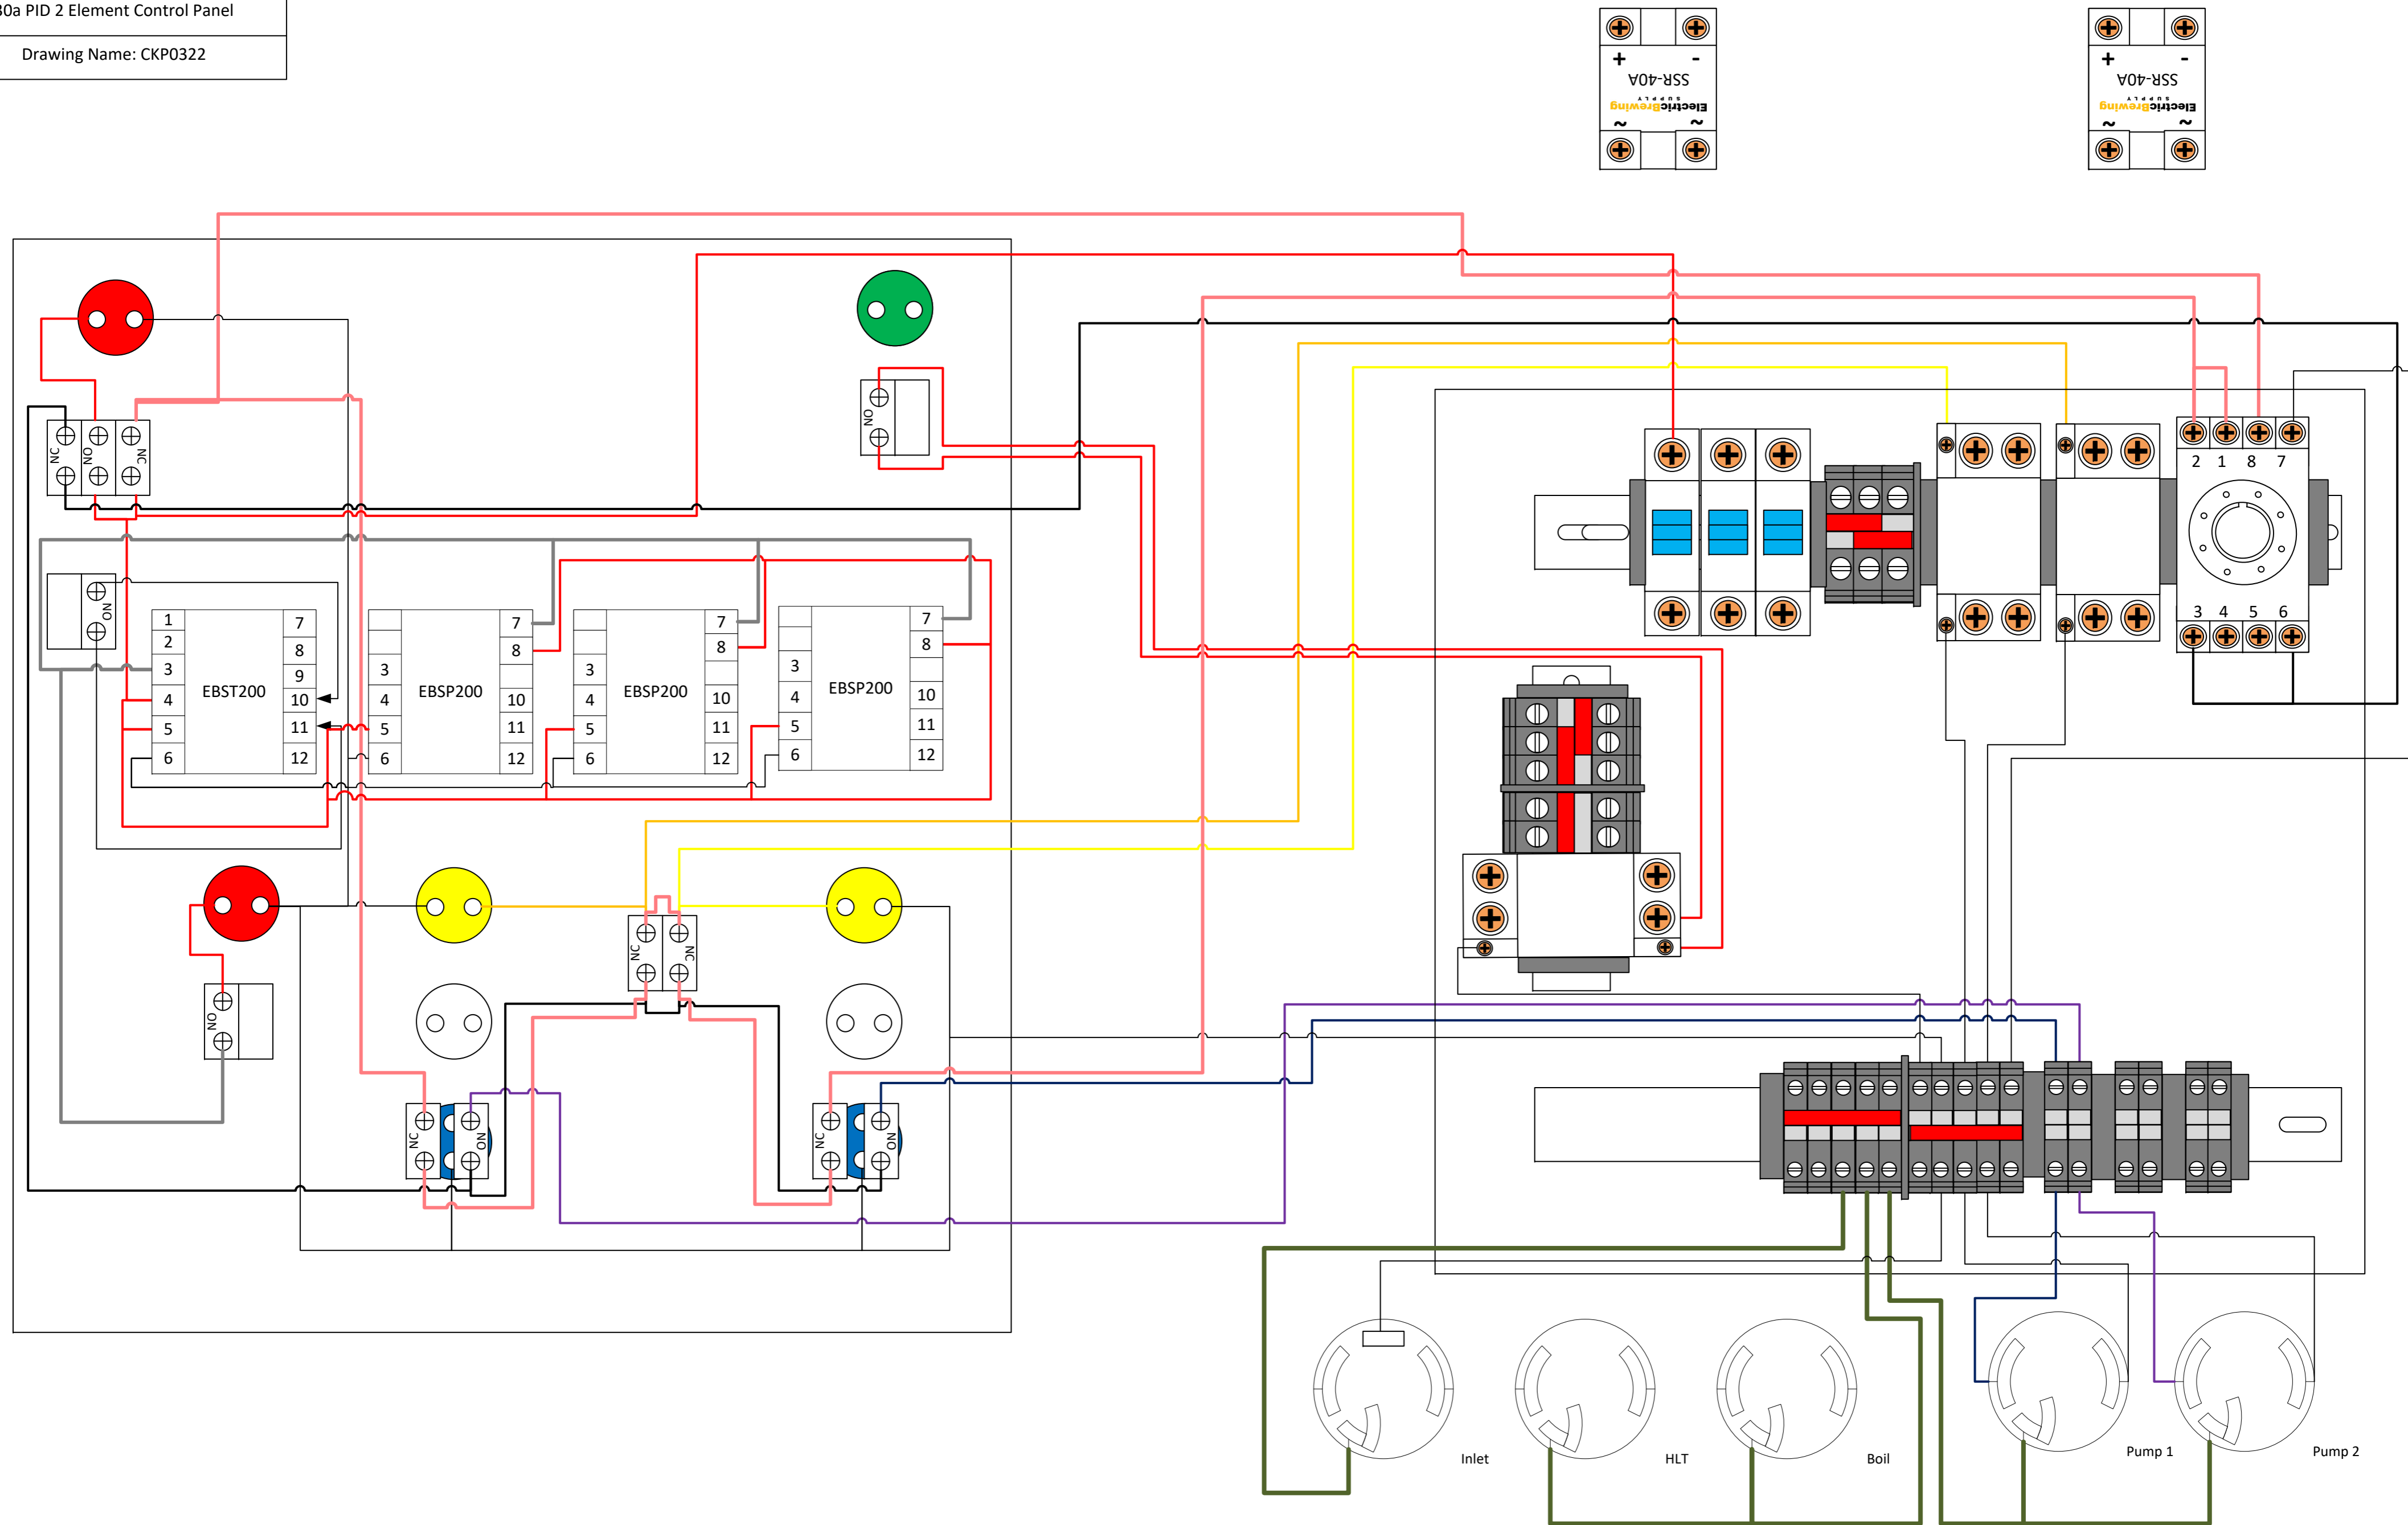 30a PID 2 Element Control Panel
Drawing Name: CKP0322
+ -
SSR-40A
SUPPLY
ElectricBrewing
~ ~
+ -
SSR-40A
SUPPLY
ElectricBrewing
~ ~
NC NO NC
NO
2 1 8 7
3 4 5 6
NO
1 7
2 8
3 9
4 EBST200 10
5 11
6 12
7
8
3
4 EBSP200 10
5 11
6 12
7
8
3
4 EBSP200 10
5 11
6 12
7
8
3
4 EBSP200 10
5 11
6 12
NC NC
NO
NC NO
NC NO
Inlet
HLT
Boil
Pump 1
Pump 2